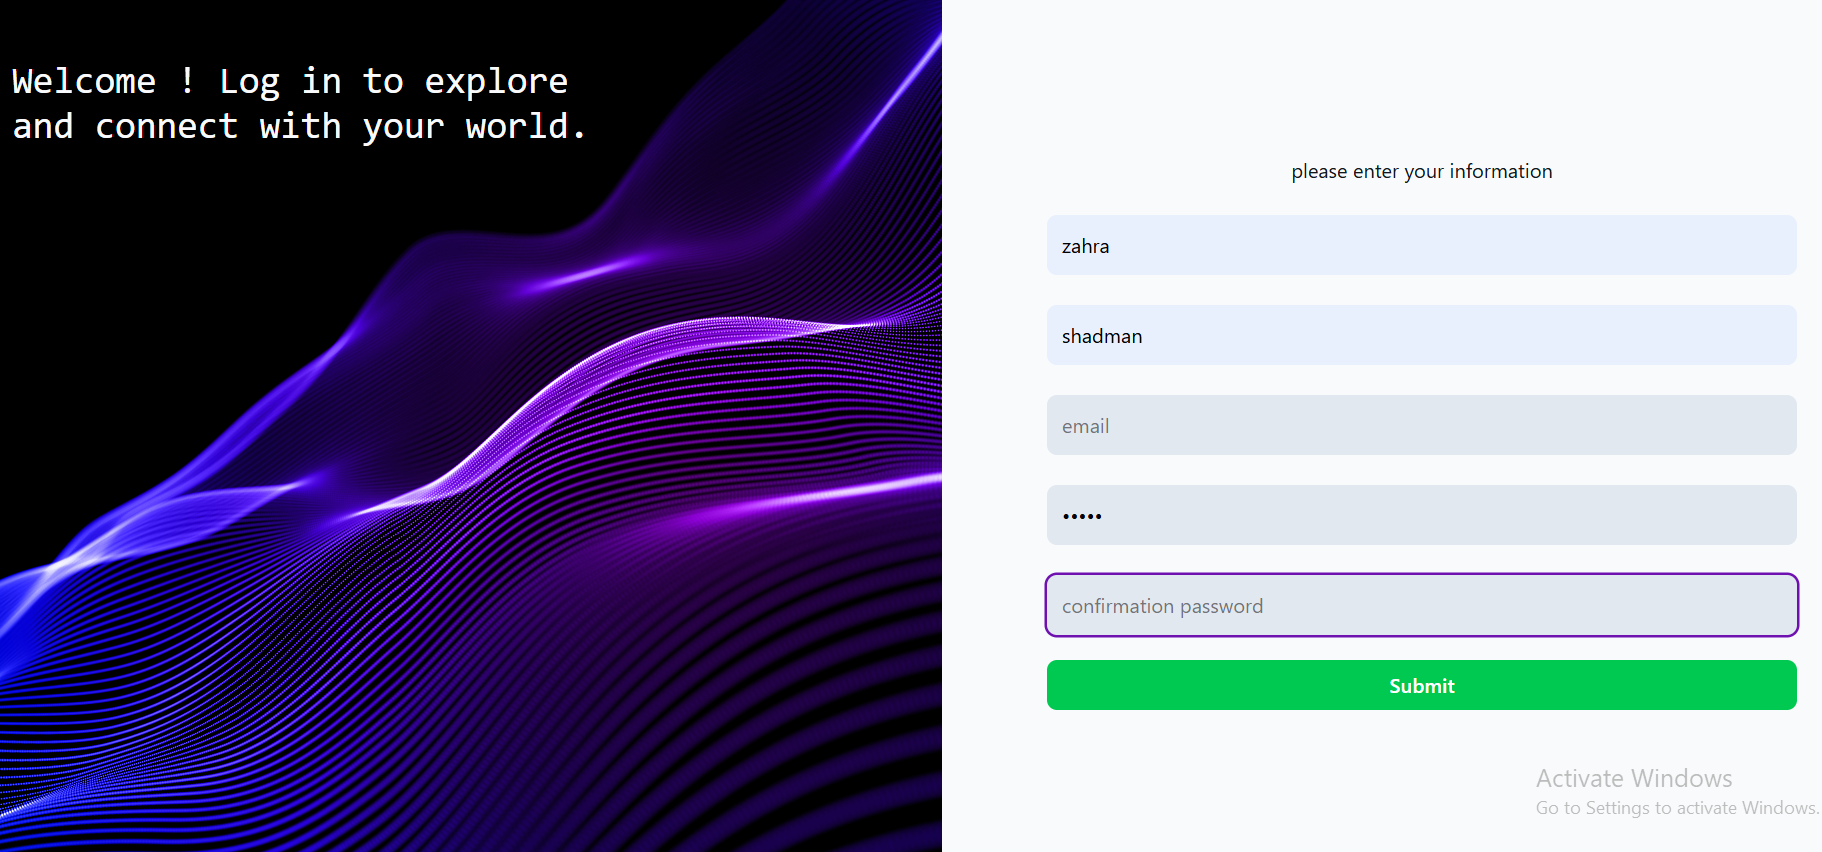 Welcome ! Log in to explore
and connect with your world.
please enter your information
zahra
shadman
email
•••••
confirmation password
Submit
Activate Windows
Go to Settings to activate Windows.